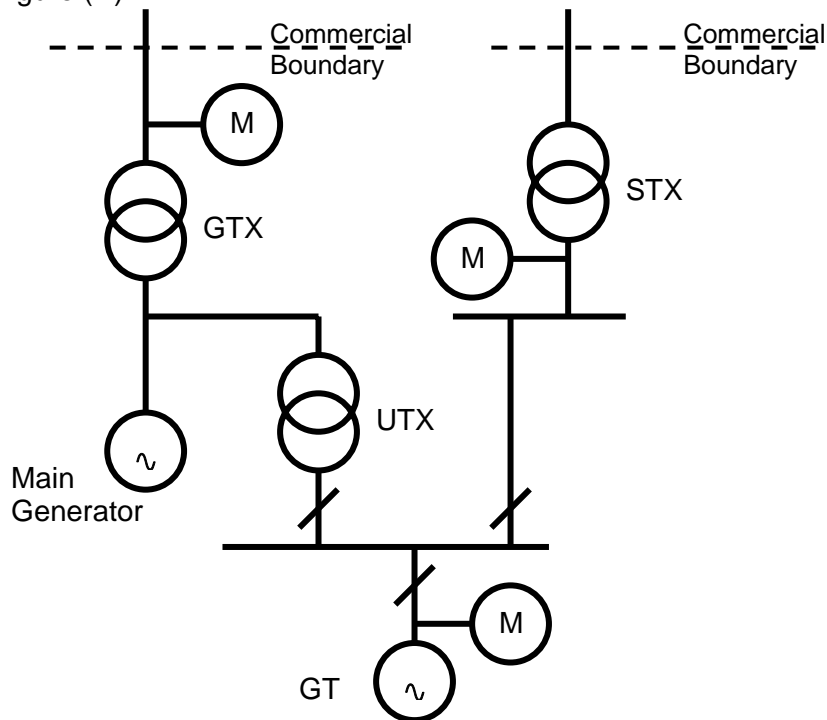 Commercial
Boundary
Commercial
Boundary
M
STX
GTX
M
UTX
Main
Generator
M
GT